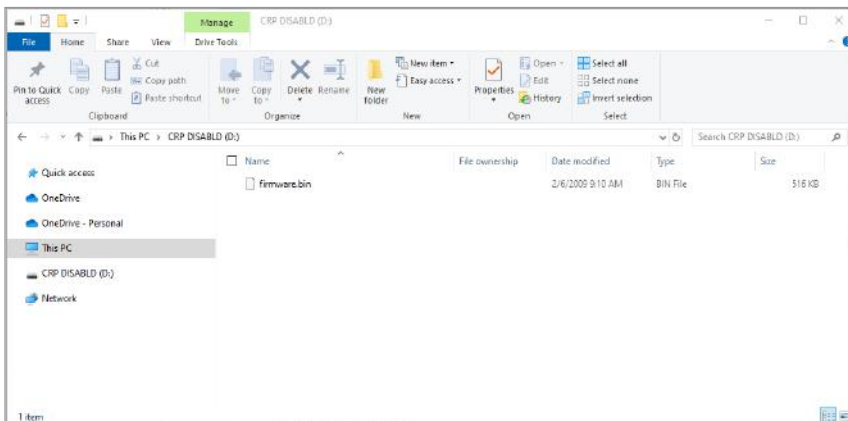 Manage CRP DISABLD (D:)
File Home Share View Drive Tools
Pin to Quick access
Copy
Paste
Cut
Copy path
Paste shortcut
Clipboard
Move to
Copy to
Delete
Rename
Organize
New folder
New item
Easy access
New
Properties
Open
Edit
History
Open
Select all
Select none
Invert selection
Select
This PC > CRP DISABLD (D:)
Search CRP DISABLD (D:)
Name File ownership Date modified Type Size
firmware.bin 2/6/2009 9:10 AM BIN File 516 KB
Quick access
OneDrive
OneDrive - Personal
This PC
CRP DISABLD (D:)
Network
1 item